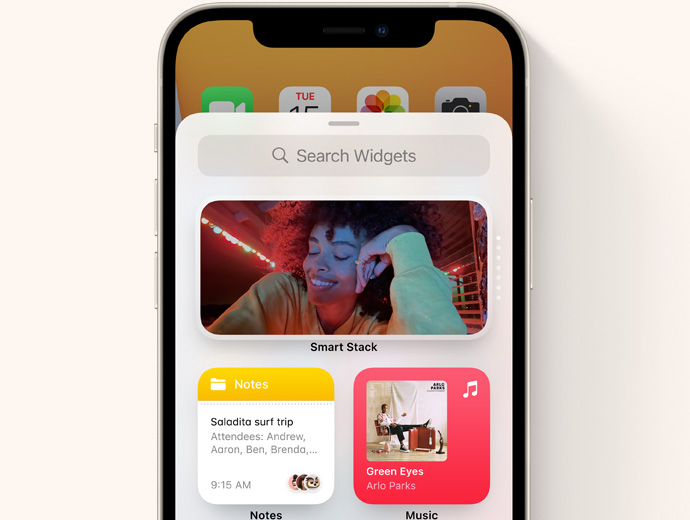 TUE
15
Search Widgets
Smart Stack
Notes
Saladita surf trip
Attendees: Andrew,
Aaron, Ben, Brenda,...
9:15 AM
ARLO
PARKS
Green Eyes
Arlo Parks
Notes
Music